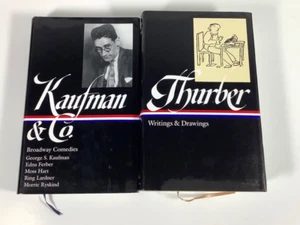 Kaufman
& Co.
Broadway Comedies
George S. Kaufman
Edna Ferber
Moss Hart
Ring Lardner
Morrie Ryskind
Thurber
Writings & Drawings